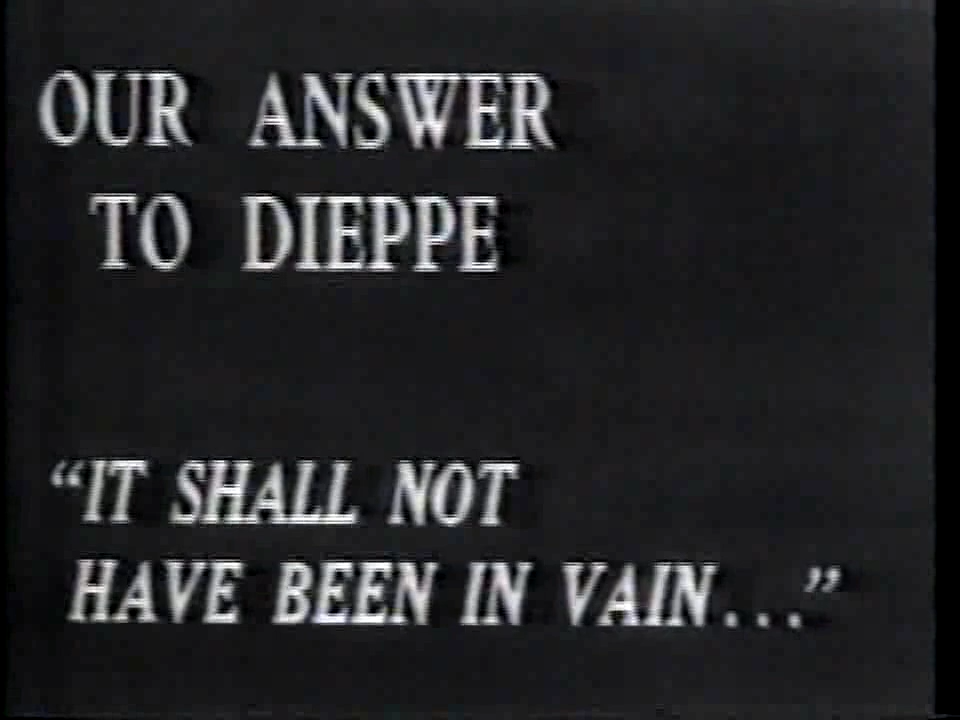 OUR ANSWER
TO DIEPPE
“IT SHALL NOT
HAVE BEEN IN VAIN...”